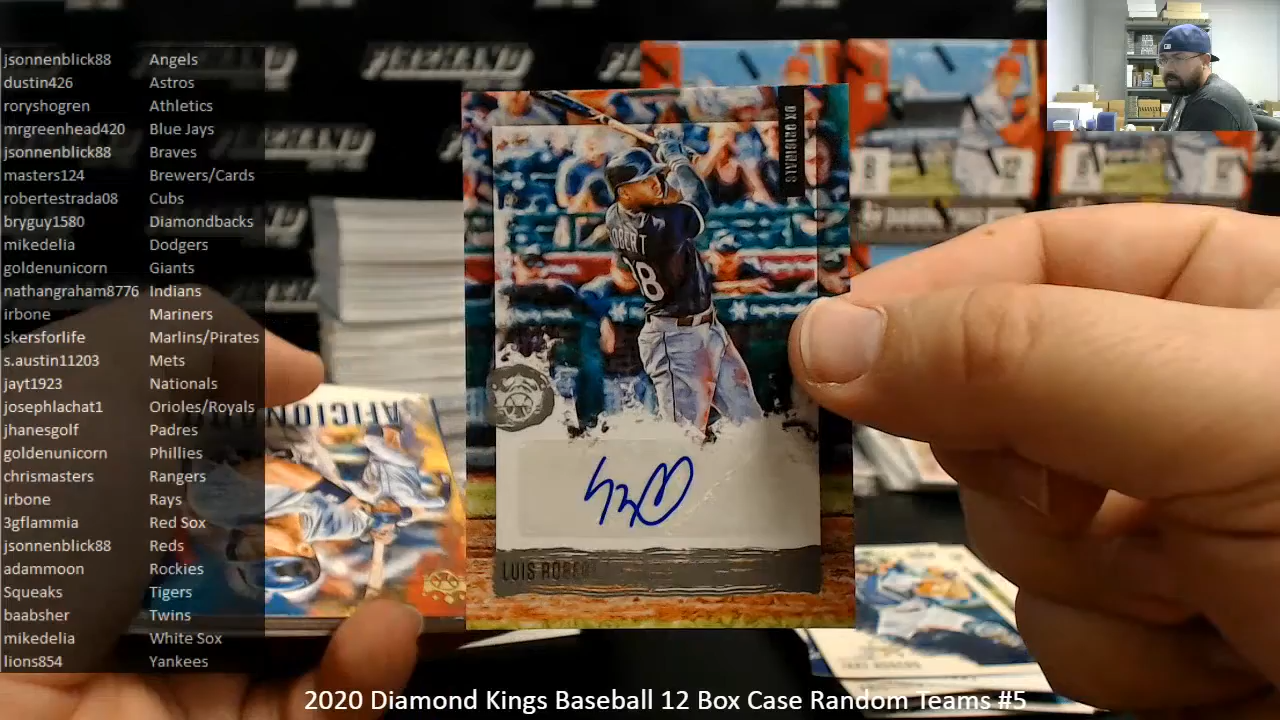 jsonnenblick88 Angels
dustin426 Astros
roryshogren Athletics
mrgreenhead420 Blue Jays
jsonnenblick88 Braves
masters124 Brewers/Cards
robertestrada08 Cubs
bryguy1580 Diamondbacks
mikedelia Dodgers
goldenunicorn Giants
nathangraham8776 Indians
irbone Mariners
skersforlife Marlins/Pirates
s.austin11203 Mets
jayt1923 Nationals
josephlachat1 Orioles/Royals
jhanesgolf Padres
goldenunicorn Phillies
chrismasters Rangers
irbone Rays
3gflammia Red Sox
jsonnenblick88 Reds
adammoon Rockies
Squeaks Tigers
baabsher Twins
mikedelia White Sox
lions854 Yankees
DK ORIGINALS
LUIS ROBERT
2020 Diamond Kings Baseball 12 Box Case Random Teams #5